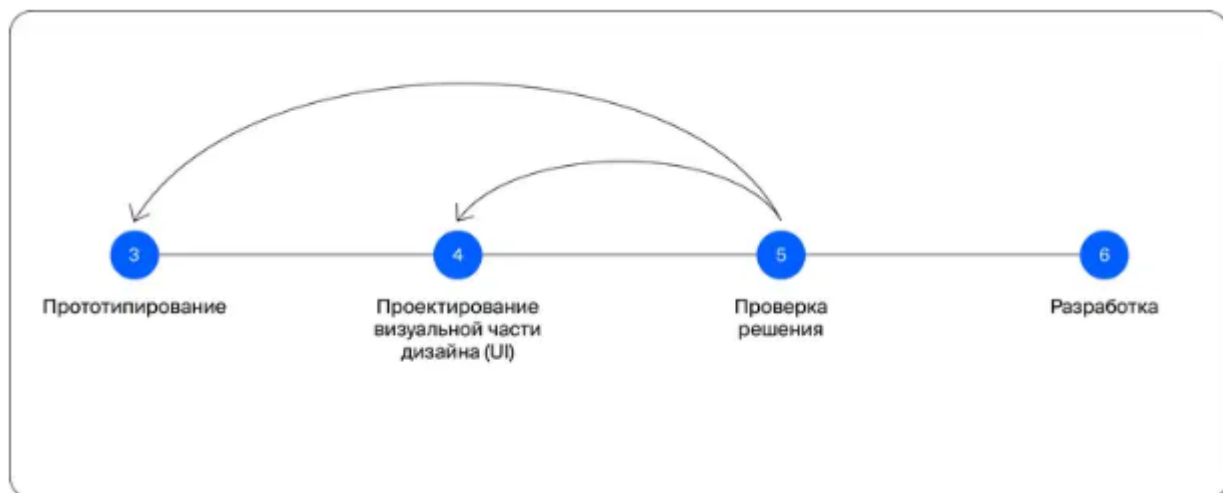 3
4
5
6
Прототипирование
Проектирование
визуальной части
дизайна (UI)
Проверка
решения
Разработка